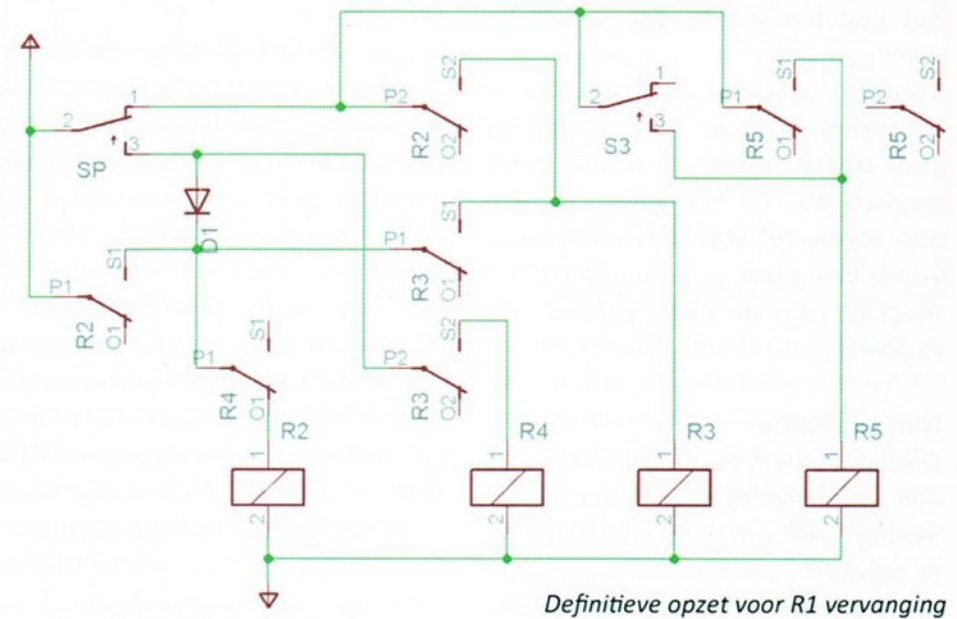 S2
1
S1
S2
2
1
P2
2
P1
P2
3
R2
O2
3
S3
R5
O1
R5
O2
SP
D1
S1
S1
P1
P1
R3
O1
R2
O1
S1
S2
P1
P2
R4
O1
R3
O2
R2
R4
R3
R5
1
1
1
1
2
2
2
2
Definitieve opzet voor R1 vervanging